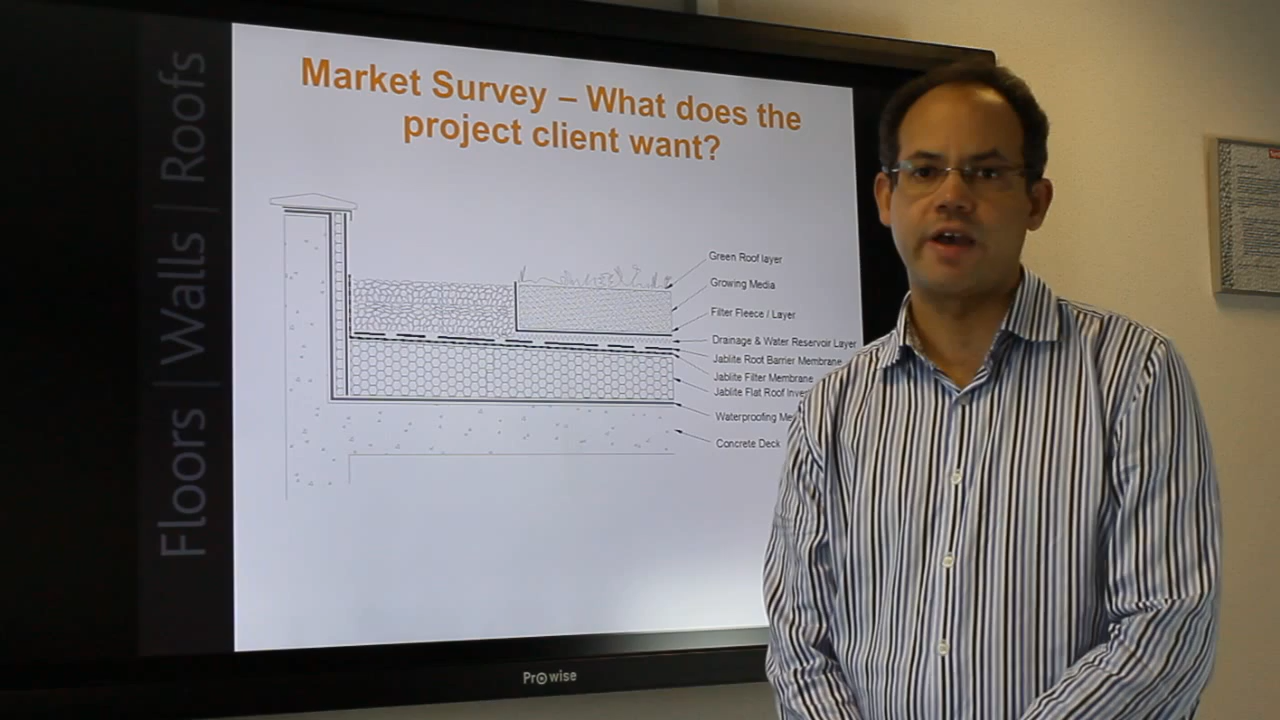 Floors | Walls | Roofs
Market Survey – What does the
project client want?
Green Roof layer
Growing Media
Filter Fleece / Layer
Drainage & Water Reservoir Layer
Jablite Root Barrier Membrane
Jablite Filter Membrane
Jablite Flat Roof
Waterproofing
Concrete Deck
Prowise